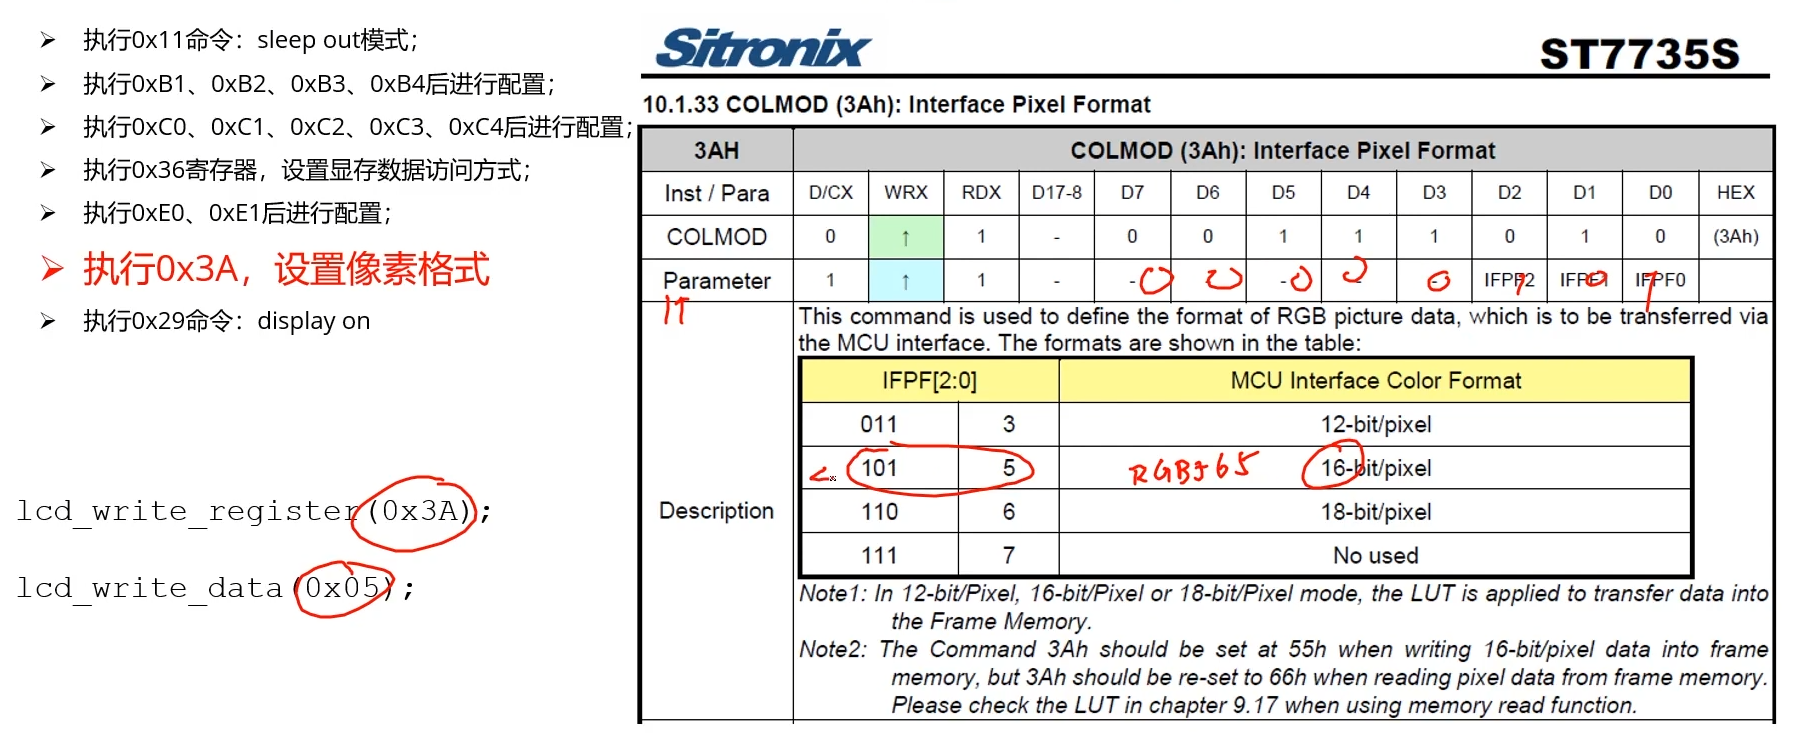 ➢ 执行0x11命令：sleep out模式；
➢ 执行0xB1、0xB2、0xB3、0xB4后进行配置；
➢ 执行0xC0、0xC1、0xC2、0xC3、0xC4后进行配置；
➢ 执行0x36寄存器，设置显存数据访问方式；
➢ 执行0xE0、0xE1后进行配置；
➢ 执行0x3A，设置像素格式
➢ 执行0x29命令：display on
lcd_write_register(0x3A);
lcd_write_data(0x05);
Sitronix ST7735S
10.1.33 COLMOD (3Ah): Interface Pixel Format
3AH COLMOD (3Ah): Interface Pixel Format
Inst / Para D/CX WRX RDX D17-8 D7 D6 D5 D4 D3 D2 D1 D0 HEX
COLMOD 0 ↑ 1 - 0 0 1 1 1 0 1 0 (3Ah)
Parameter 1 ↑ 1 - - - - - - IFPF2 IFPF1 IFPF0
0 0 0 0 0 1 0 1
Description
This command is used to define the format of RGB picture data, which is to be transferred via
the MCU interface. The formats are shown in the table:
IFPF[2:0] MCU Interface Color Format
011 3 12-bit/pixel
101 5 RGB565 16-bit/pixel
110 6 18-bit/pixel
111 7 No used
Note1: In 12-bit/Pixel, 16-bit/Pixel or 18-bit/Pixel mode, the LUT is applied to transfer data into
the Frame Memory.
Note2: The Command 3Ah should be set at 55h when writing 16-bit/pixel data into frame
memory, but 3Ah should be re-set to 66h when reading pixel data from frame memory.
Please check the LUT in chapter 9.17 when using memory read function.